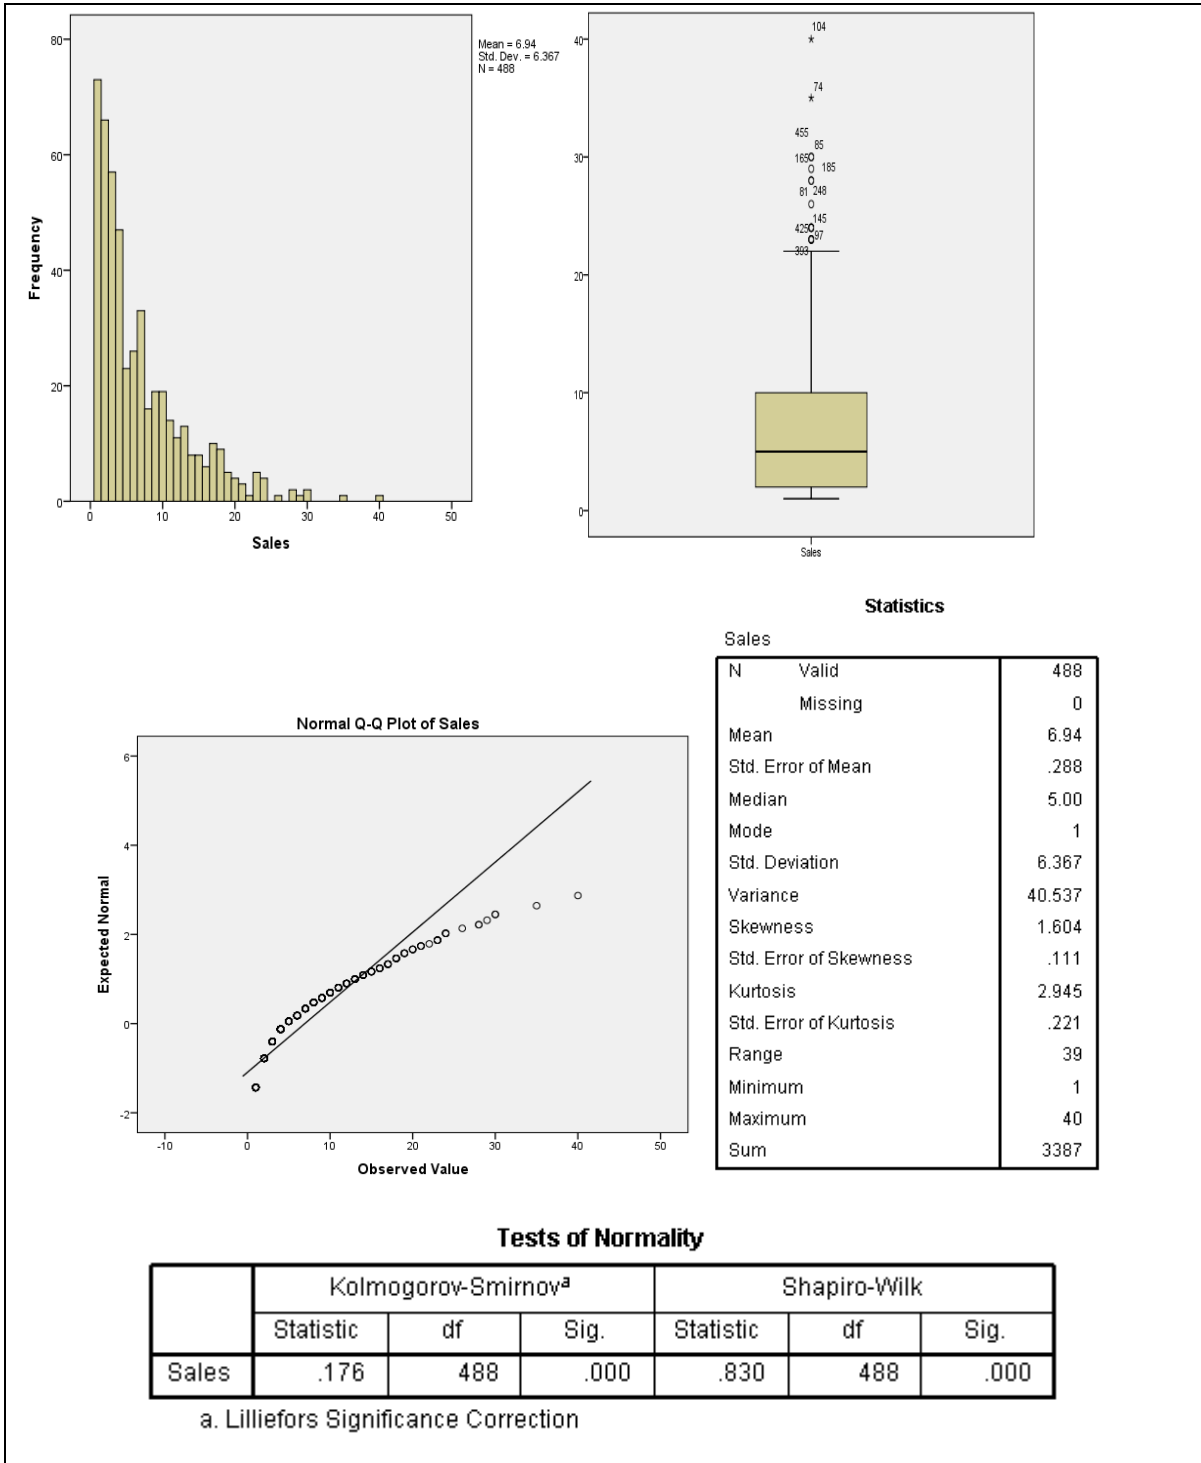 80
60
40
20
0
Frequency
0 10 20 30 40 50
Sales
Mean = 6.94
Std. Dev. = 6.367
N = 488
40
30
20
10
0
104
74
455
85
165
185
81 248
145
425 97
393
Sales
Normal Q-Q Plot of Sales
6
4
2
0
-2
Expected Normal
-10 0 10 20 30 40 50
Observed Value
Statistics
Sales
N Valid 488
Missing 0
Mean 6.94
Std. Error of Mean .288
Median 5.00
Mode 1
Std. Deviation 6.367
Variance 40.537
Skewness 1.604
Std. Error of Skewness .111
Kurtosis 2.945
Std. Error of Kurtosis .221
Range 39
Minimum 1
Maximum 40
Sum 3387
Tests of Normality
Kolmogorov-Smirnovᵃ Shapiro-Wilk
Statistic df Sig. Statistic df Sig.
Sales .176 488 .000 .830 488 .000
a. Lilliefors Significance Correction